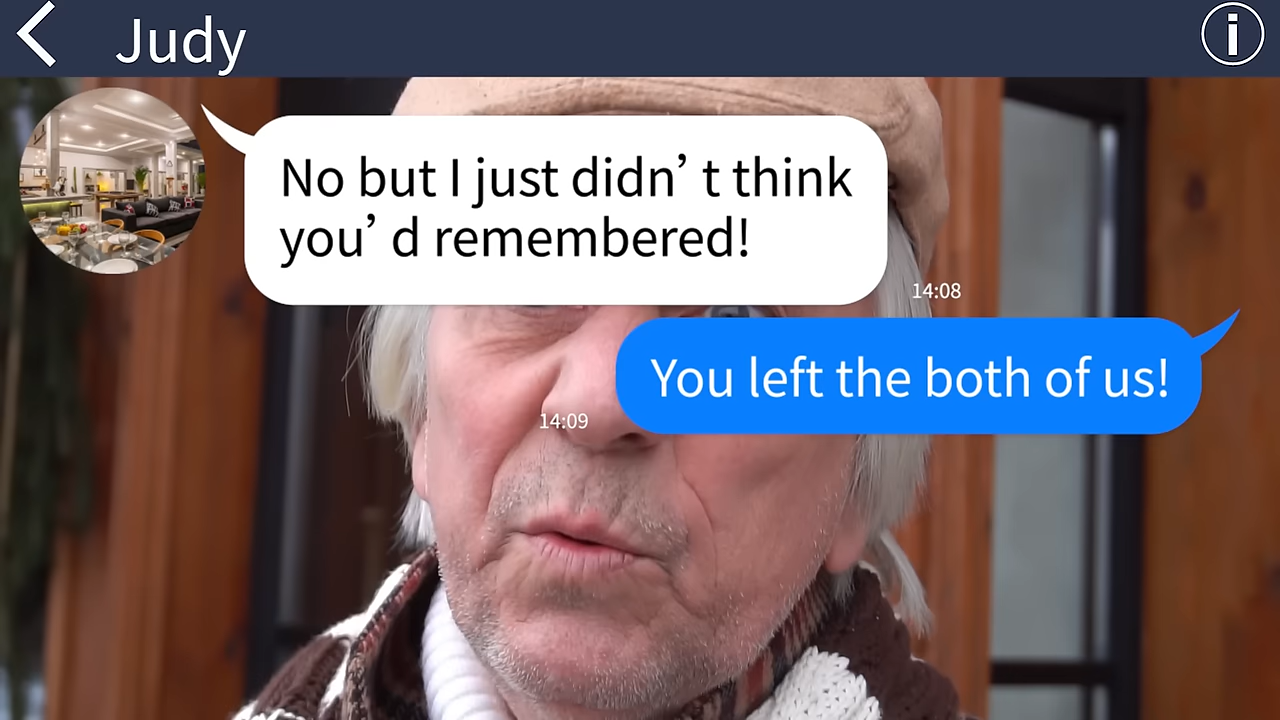 Judy
No but I just didn’ t think
you’ d remembered!
14:08
You left the both of us!
14:09